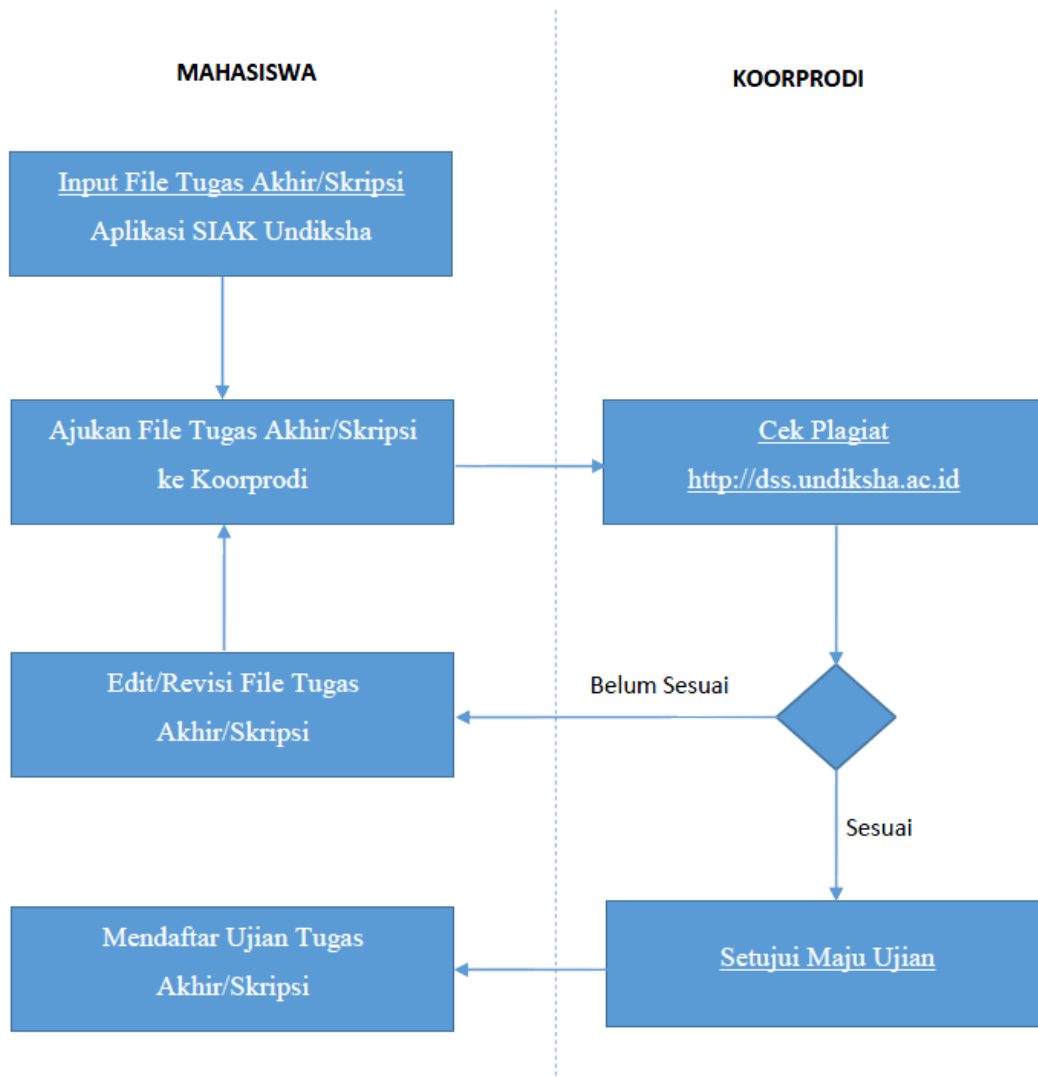 MAHASISWA
KOORPRODI
Input File Tugas Akhir/Skripsi
Aplikasi SIAK Undiksha
Ajukan File Tugas Akhir/Skripsi
ke Koorprodi
Cek Plagiat
http://dss.undiksha.ac.id
Edit/Revisi File Tugas
Akhir/Skripsi
Belum Sesuai
Sesuai
Mendaftar Ujian Tugas
Akhir/Skripsi
Setujui Maju Ujian